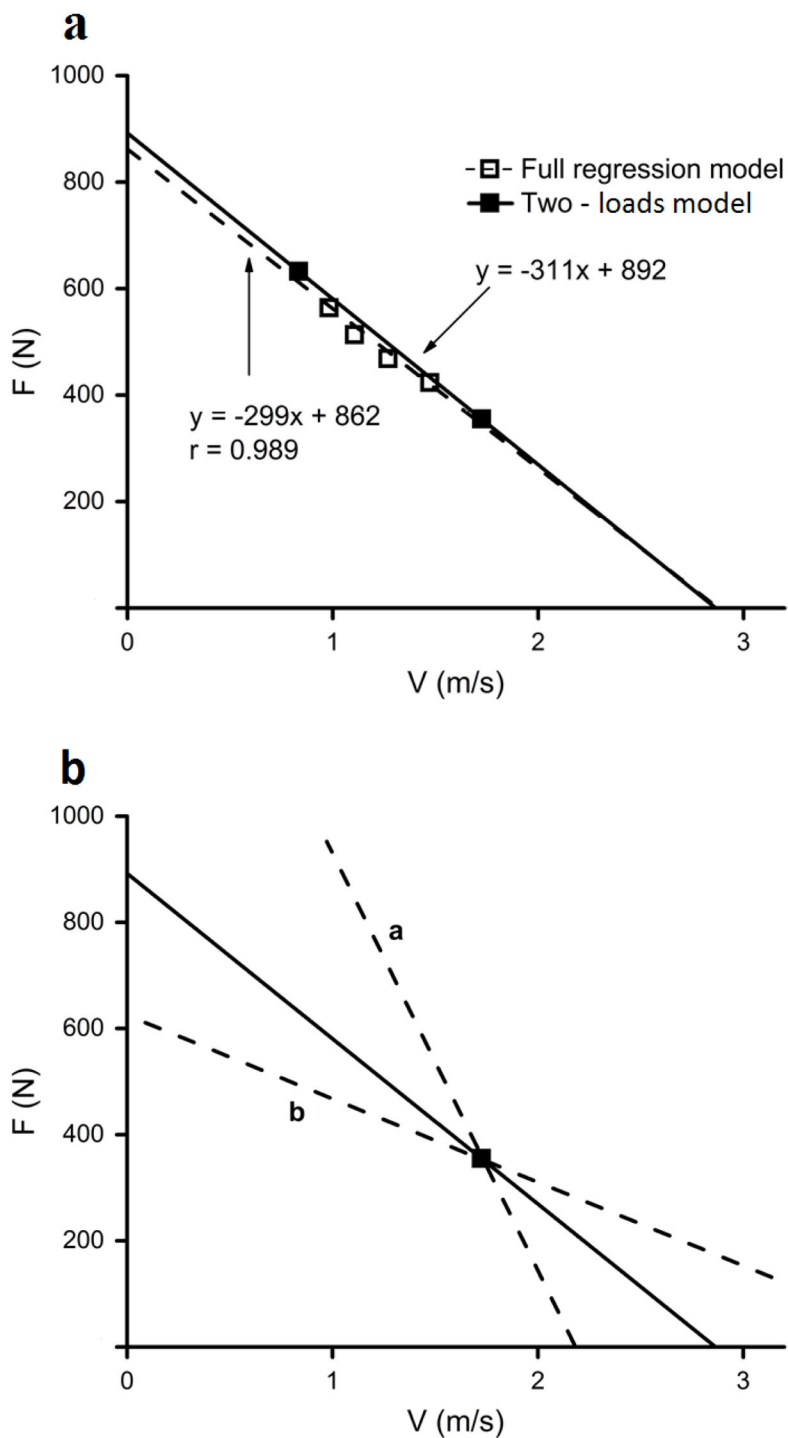 a
1000
800
600
400
200
F (N)
0
1
2
3
V (m/s)
Full regression model
Two - loads model
y = -311x + 892
y = -299x + 862
r = 0.989
b
1000
800
600
400
200
F (N)
0
1
2
3
V (m/s)
a
b